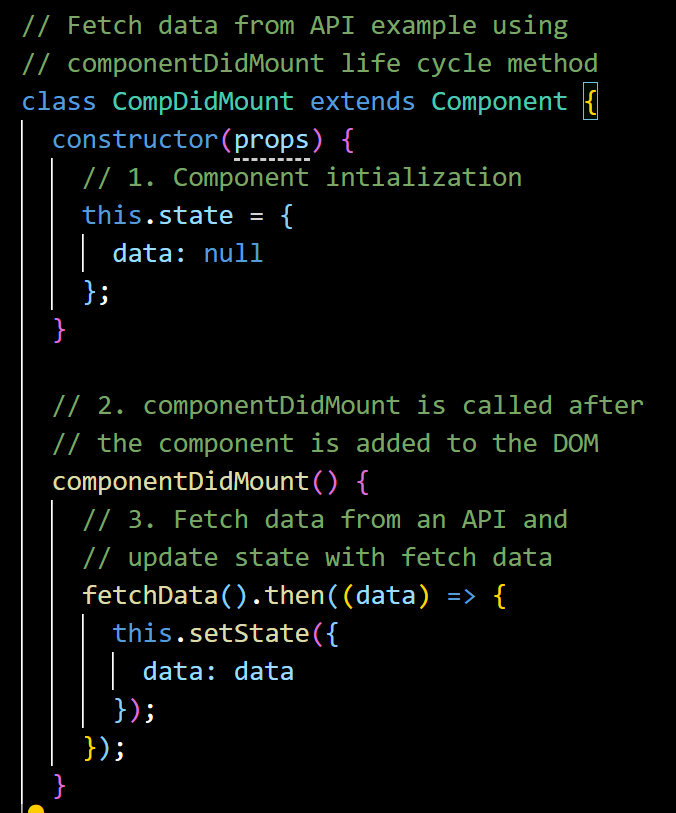 // Fetch data from API example using
// componentDidMount life cycle method
class CompDidMount extends Component {
constructor(props) {
// 1. Component intialization
this.state = {
data: null
};
}
// 2. componentDidMount is called after
// the component is added to the DOM
componentDidMount() {
// 3. Fetch data from an API and
// update state with fetch data
fetchData().then((data) => {
this.setState({
data: data
});
});
}